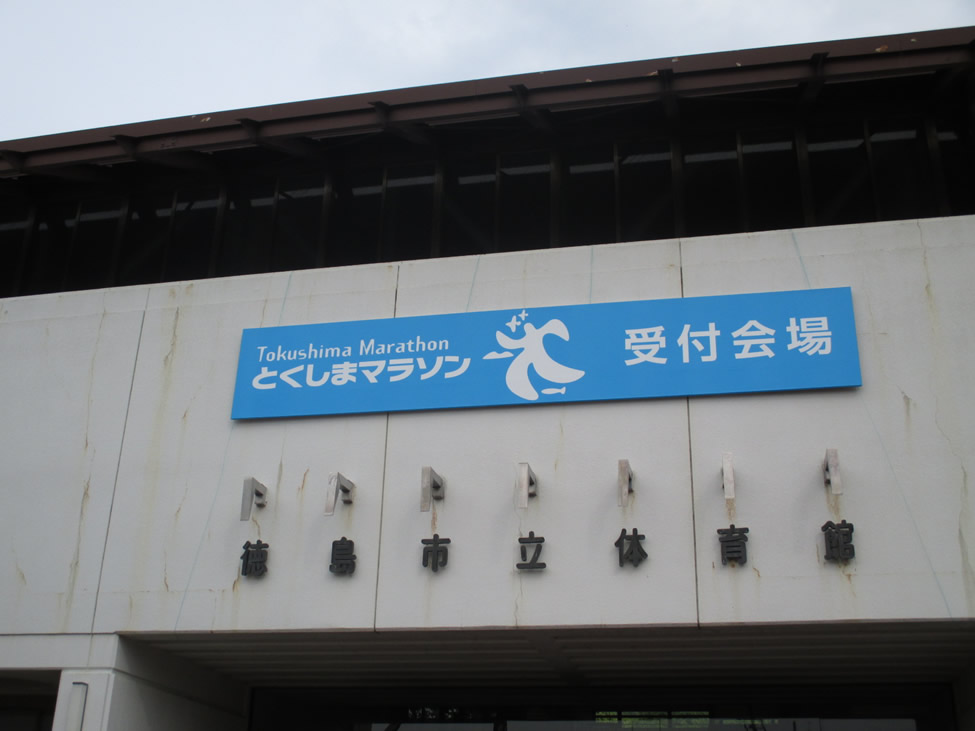 Tokushima Marathon
とくしまマラソン
受付会場
徳島市立体育館